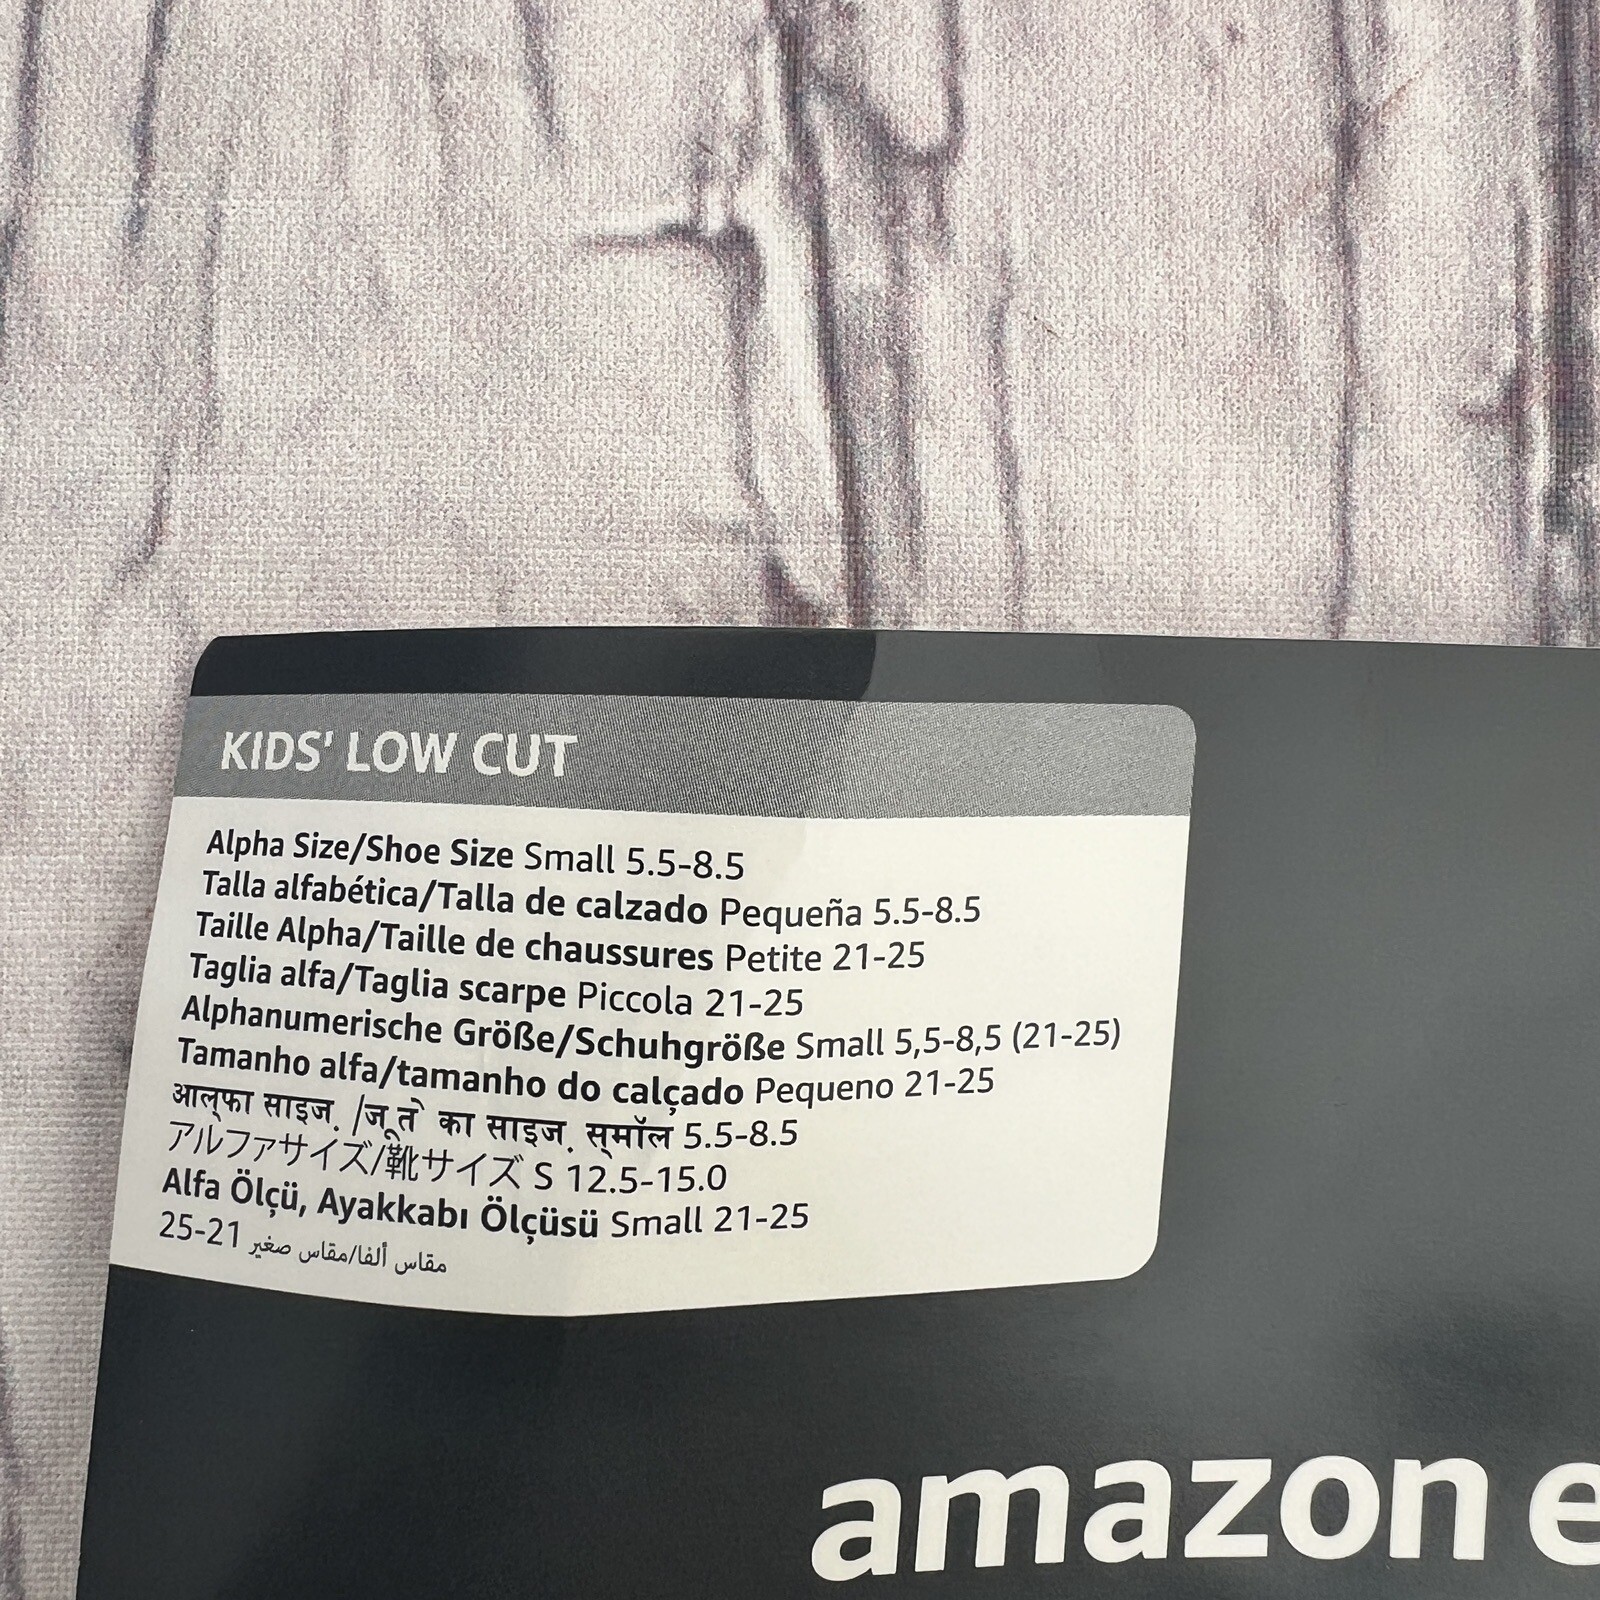 KIDS' LOW CUT
Alpha Size/Shoe Size Small 5.5-8.5
Talla alfabética/Talla de calzado Pequeña 5.5-8.5
Taille Alpha/Taille de chaussures Petite 21-25
Taglia alfa/Taglia scarpe Piccola 21-25
Alphanumerische Größe/Schuhgröße Small 5,5-8,5 (21-25)
Tamanho alfa/tamanho do calçado Pequeno 21-25
आल्फा साइज़ /जूते का साइज़ स्मॉल 5.5-8.5
アルファサイズ/靴サイズ S 12.5-15.0
Alfa Ölçü, Ayakkabı Ölçüsü Small 21-25
مقاس ألفا/مقاس صغير 25-21
amazon e